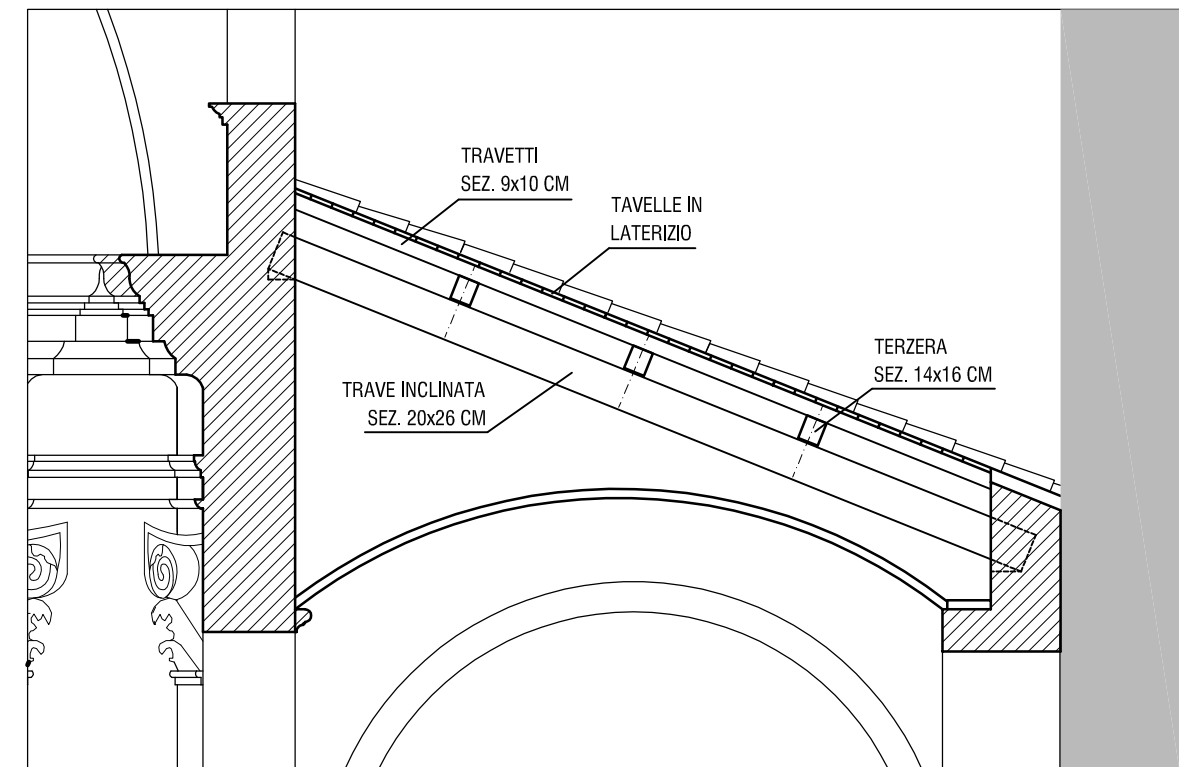 TRAVETTI
SEZ. 9x10 CM
TAVELLE IN
LATERIZIO
TERZERA
SEZ. 14x16 CM
TRAVE INCLINATA
SEZ. 20x26 CM